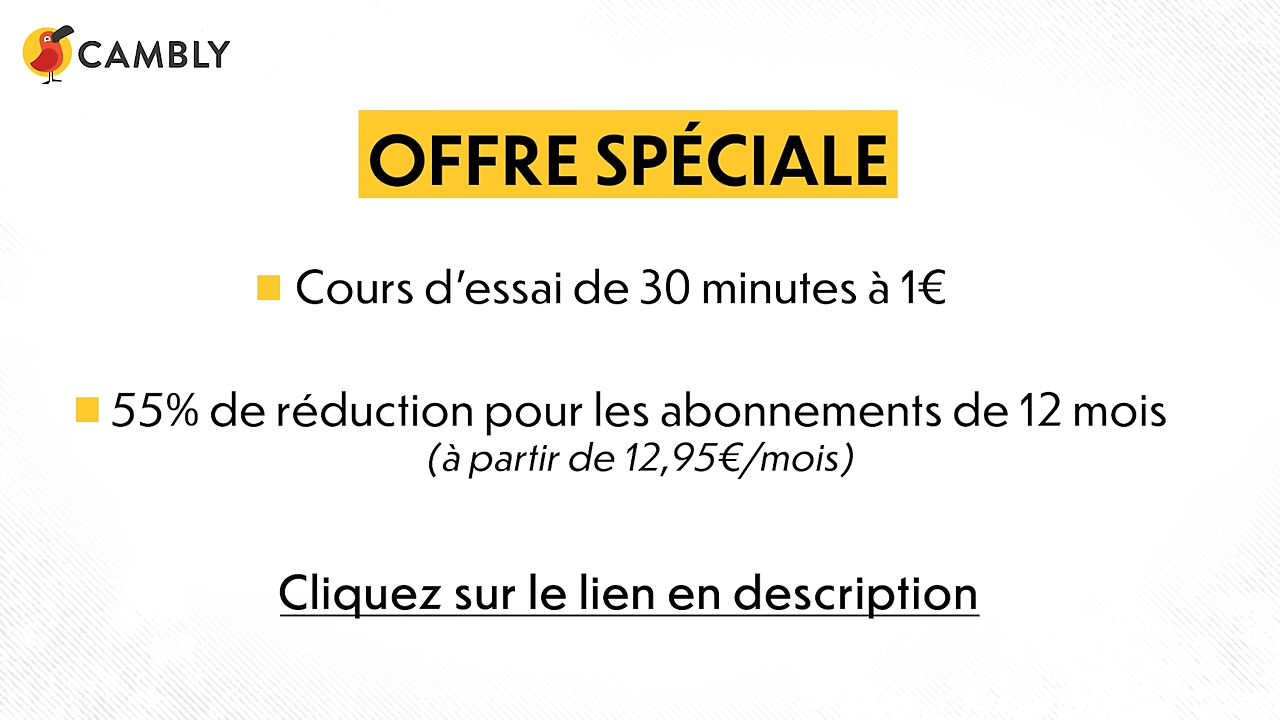 CAMBLY
OFFRE SPÉCIALE
Cours d’essai de 30 minutes à 1€
55% de réduction pour les abonnements de 12 mois
(à partir de 12,95€/mois)
Cliquez sur le lien en description